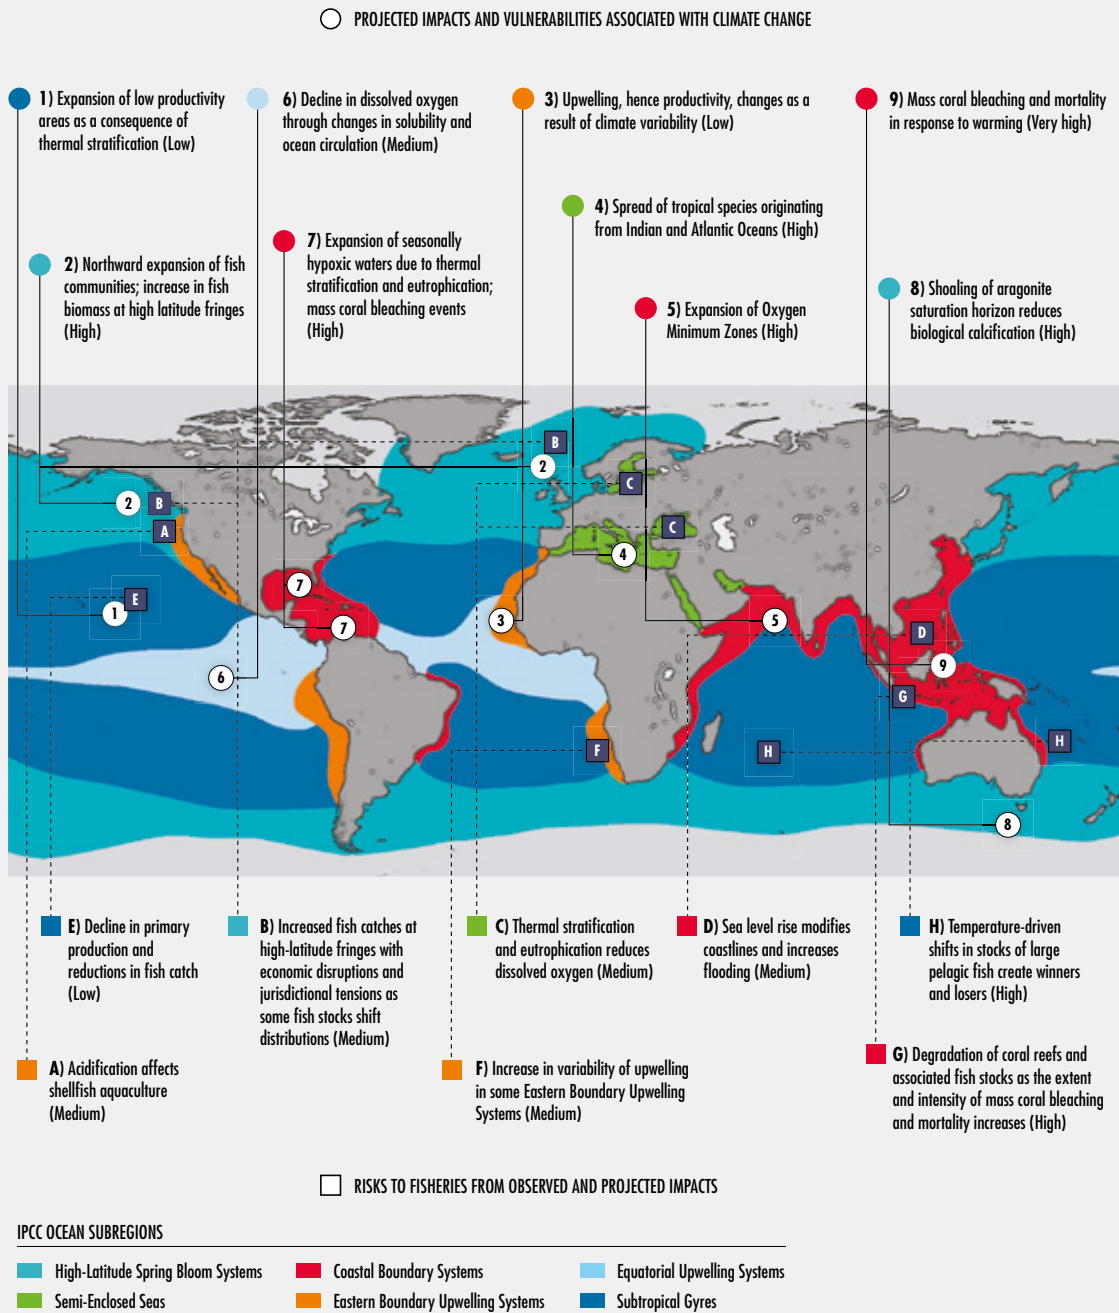 PROJECTED IMPACTS AND VULNERABILITIES ASSOCIATED WITH CLIMATE CHANGE
1) Expansion of low productivity
areas as a consequence of
thermal stratification (Low)
6) Decline in dissolved oxygen
through changes in solubility and
ocean circulation (Medium)
3) Upwelling, hence productivity, changes as a
result of climate variability (Low)
9) Mass coral bleaching and mortality
in response to warming (Very high)
4) Spread of tropical species originating
from Indian and Atlantic Oceans (High)
7) Expansion of seasonally
hypoxic waters due to thermal
stratification and eutrophication;
mass coral bleaching events
(High)
2) Northward expansion of fish
communities; increase in fish
biomass at high latitude fringes
(High)
8) Shoaling of aragonite
saturation horizon reduces
biological calcification (High)
5) Expansion of Oxygen
Minimum Zones (High)
B
2
C
2
B
A
C
4
7
E
1
3
5
7
D
9
6
G
F
H
H
8
E) Decline in primary
production and
reductions in fish catch
(Low)
B) Increased fish catches at
high-latitude fringes with
economic disruptions and
jurisdictional tensions as
some fish stocks shift
distributions (Medium)
C) Thermal stratification
and eutrophication reduces
dissolved oxygen (Medium)
D) Sea level rise modifies
coastlines and increases
flooding (Medium)
H) Temperature-driven
shifts in stocks of large
pelagic fish create winners
and losers (High)
A) Acidification affects
shellfish aquaculture
(Medium)
F) Increase in variability of upwelling
in some Eastern Boundary Upwelling
Systems (Medium)
G) Degradation of coral reefs and
associated fish stocks as the extent
and intensity of mass coral bleaching
and mortality increases (High)
RISKS TO FISHERIES FROM OBSERVED AND PROJECTED IMPACTS
IPCC OCEAN SUBREGIONS
High-Latitude Spring Bloom Systems
Coastal Boundary Systems
Equatorial Upwelling Systems
Semi-Enclosed Seas
Eastern Boundary Upwelling Systems
Subtropical Gyres